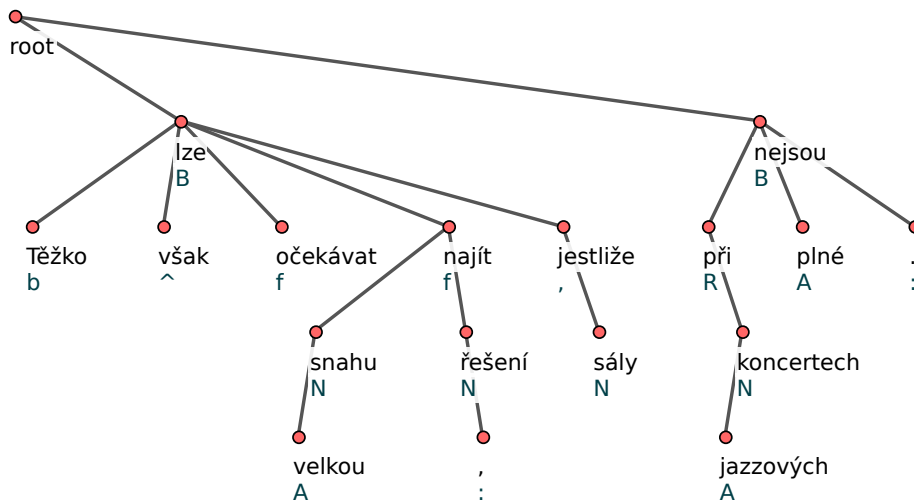 root
lze
B
nejsou
B
Těžko
b
však
^
očekávat
f
najít
f
jestliže
,
při
R
plné
A
.
:
snahu
N
řešení
N
sály
N
koncertech
N
velkou
A
,
:
jazzových
A